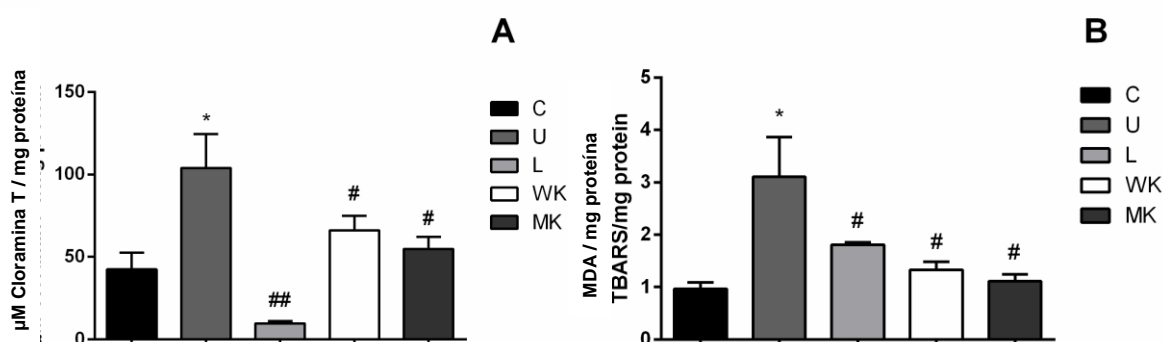 A
µM Cloramina T / mg proteína
150
100
50
0
*
##
#
#
C
U
L
WK
MK
B
MDA / mg proteína
TBARS/mg protein
5
4
3
2
1
0
*
#
#
#
C
U
L
WK
MK